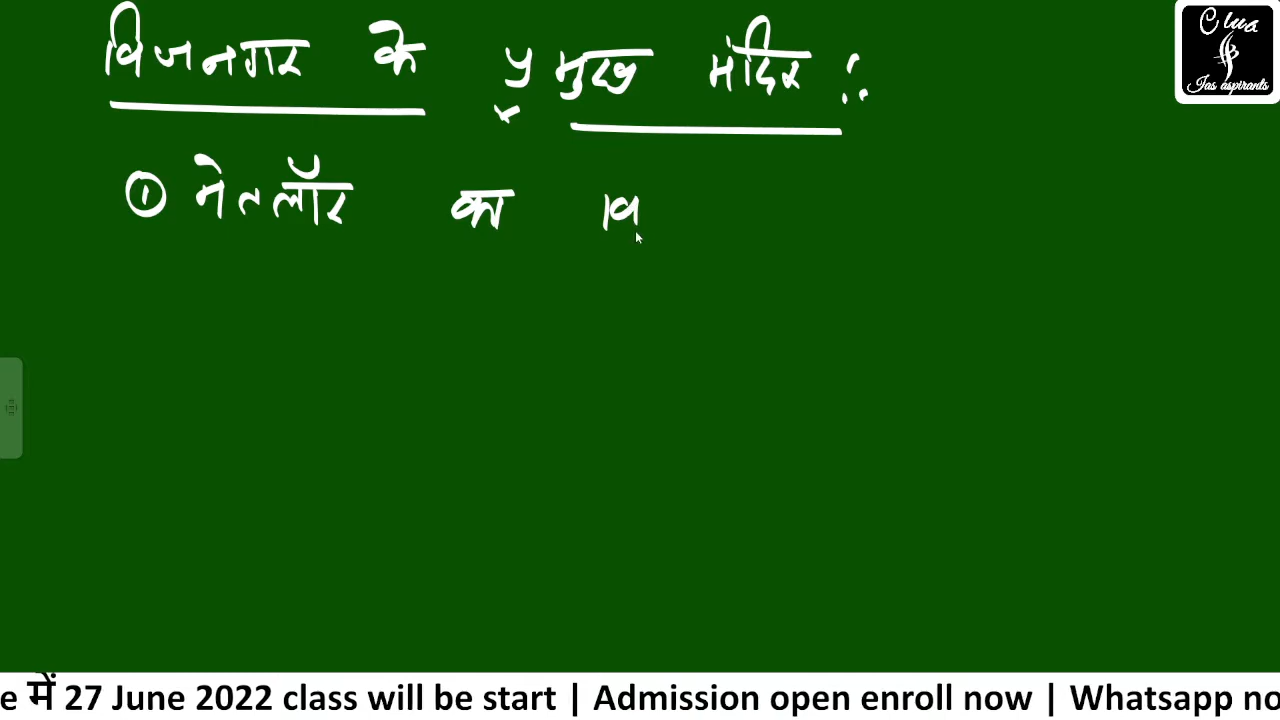 विजनगर के प्रमुख मंदिर :
① मेतलॉर का वि
Clue
Ias aspirants
e में 27 June 2022 class will be start | Admission open enroll now | Whatsapp no